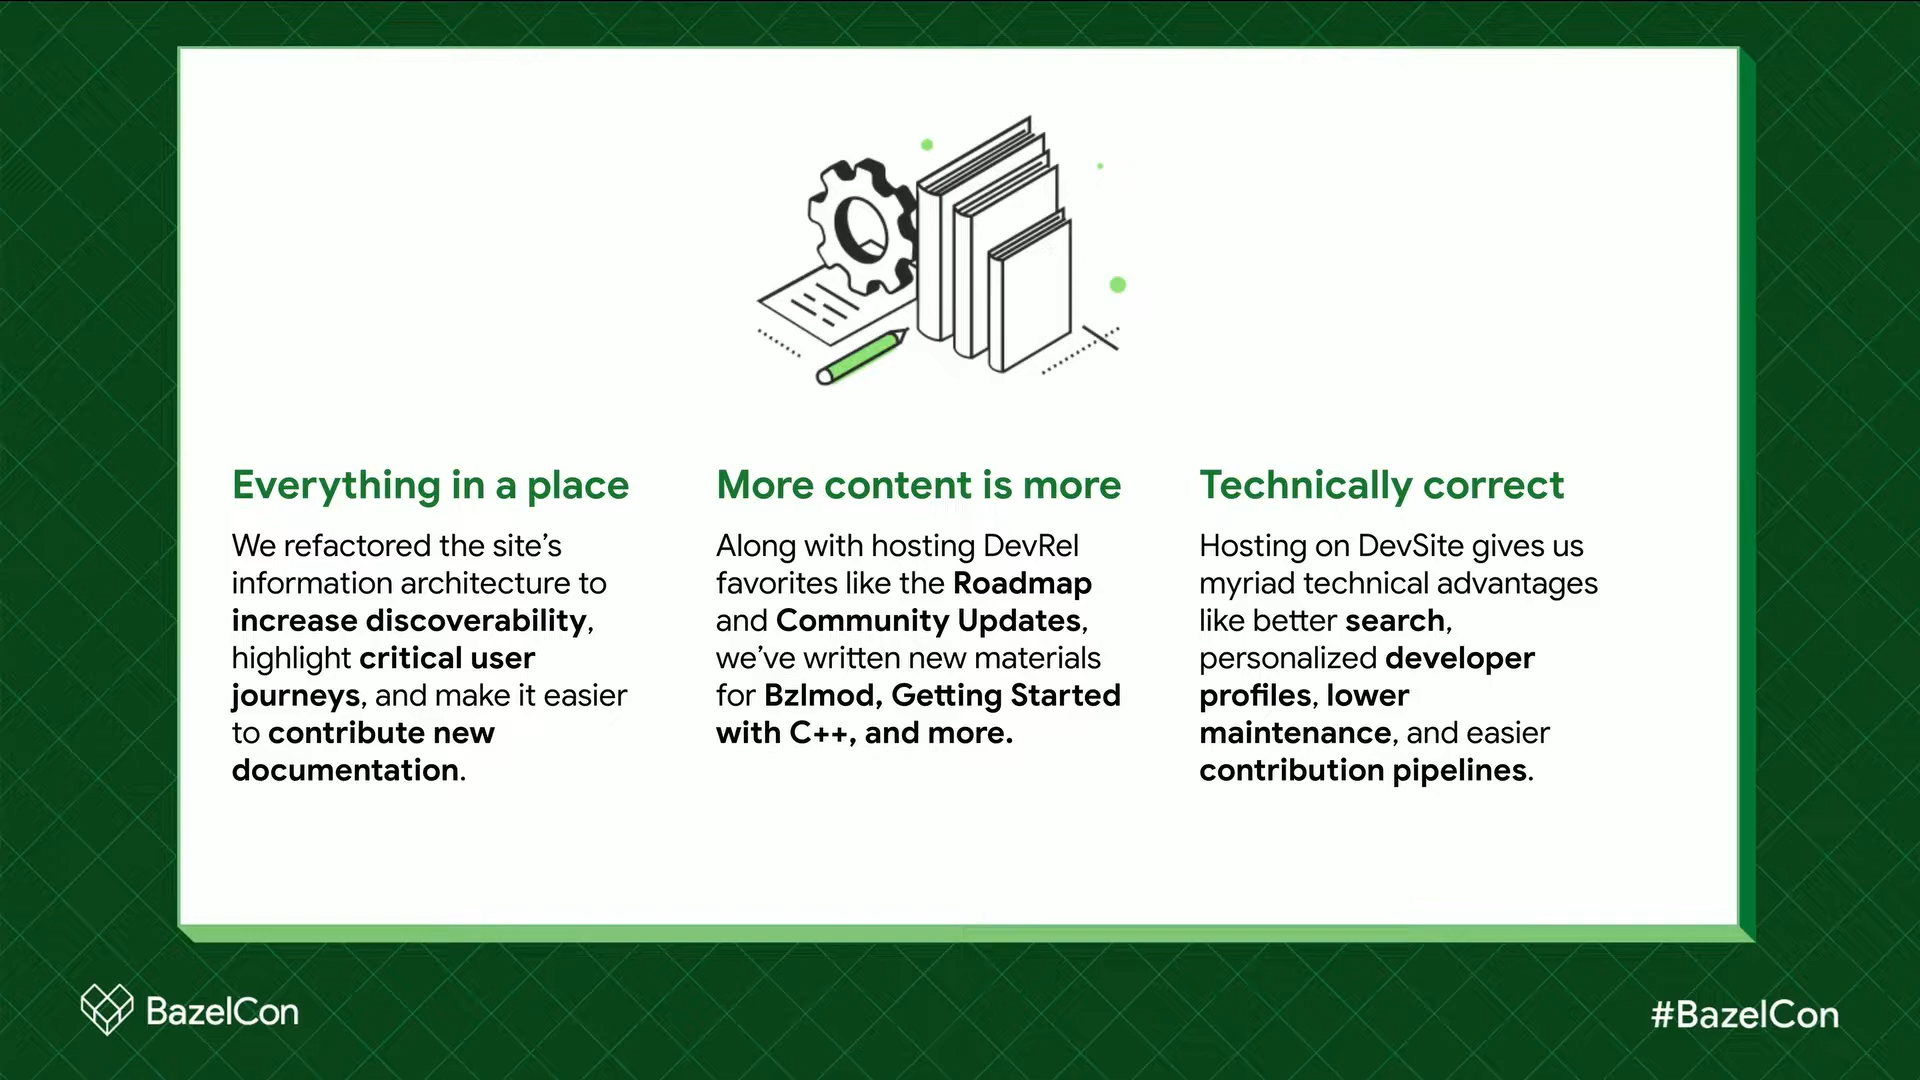 Everything in a place
We refactored the site’s
information architecture to
increase discoverability,
highlight critical user
journeys, and make it easier
to contribute new
documentation.
More content is more
Along with hosting DevRel
favorites like the Roadmap
and Community Updates,
we’ve written new materials
for Bzlmod, Getting Started
with C++, and more.
Technically correct
Hosting on DevSite gives us
myriad technical advantages
like better search,
personalized developer
profiles, lower
maintenance, and easier
contribution pipelines.
BazelCon
#BazelCon